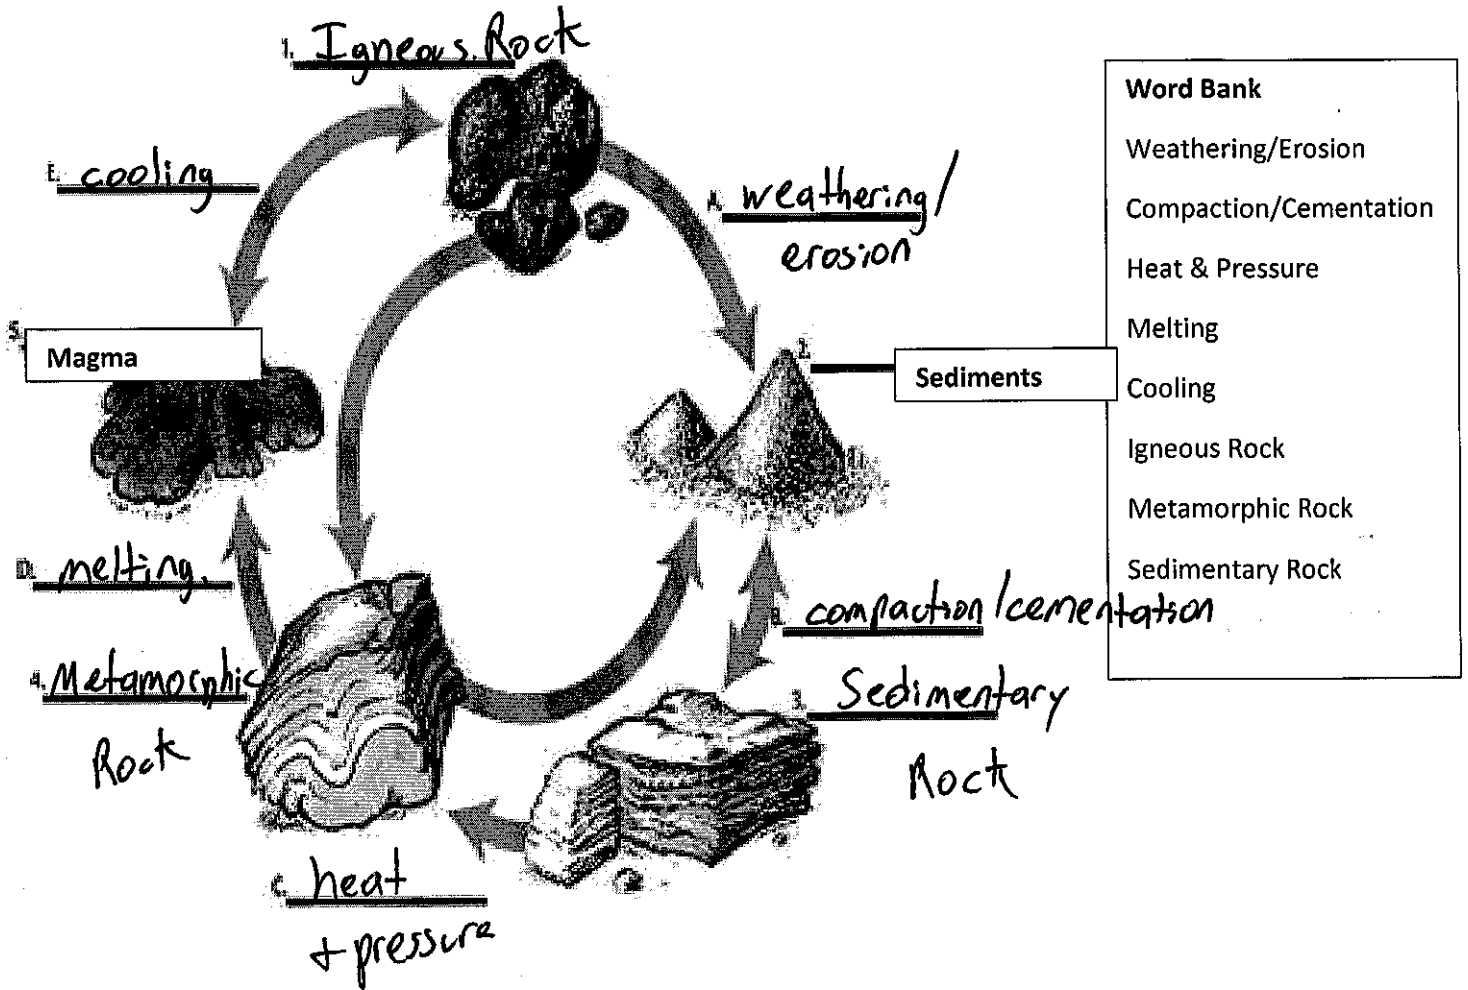 1. Igneous Rock
E. cooling
A. weathering/
erosion
5.
Magma
2.
Sediments
D. melting.
4. Metamorphic
Rock
B. compaction/cementation
3. Sedimentary
Rock
C. heat
+ pressure
Word Bank
Weathering/Erosion
Compaction/Cementation
Heat & Pressure
Melting
Cooling
Igneous Rock
Metamorphic Rock
Sedimentary Rock